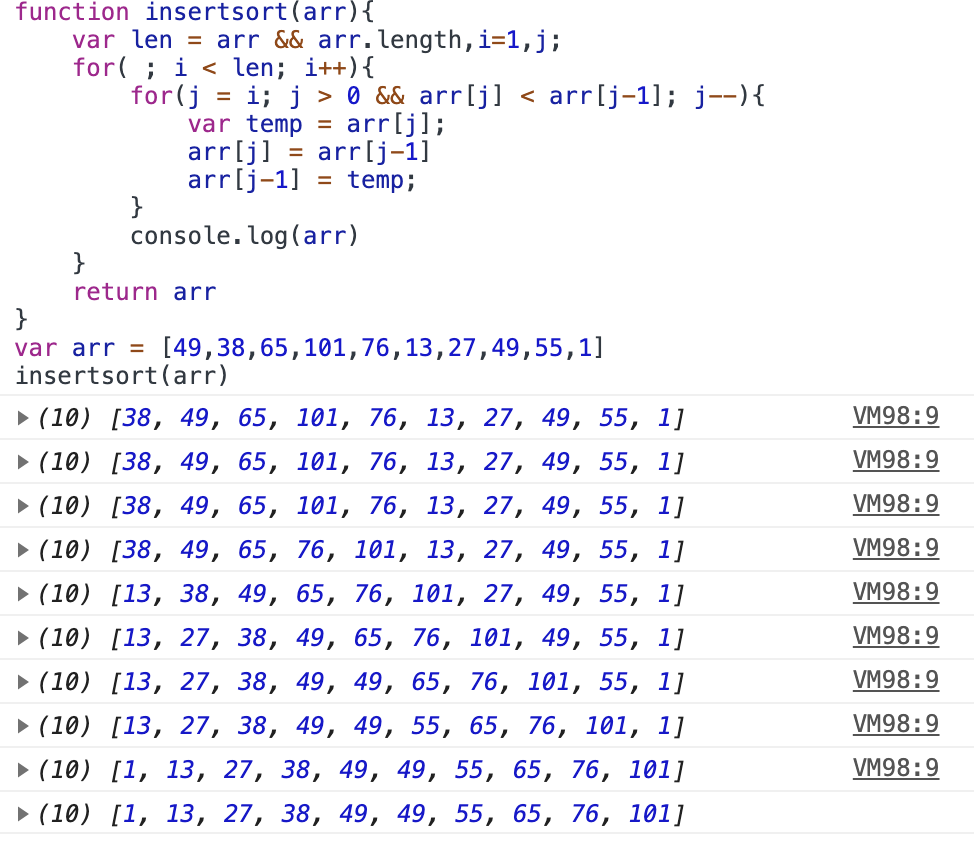 function insertsort(arr){
    var len = arr && arr.length,i=1,j;
    for( ; i < len; i++){
        for(j = i; j > 0 && arr[j] < arr[j-1]; j--){
            var temp = arr[j];
            arr[j] = arr[j-1]
            arr[j-1] = temp;
        }
        console.log(arr)
    }
    return arr
}
var arr = [49,38,65,101,76,13,27,49,55,1]
insertsort(arr)
(10) [38, 49, 65, 101, 76, 13, 27, 49, 55, 1] VM98:9
(10) [38, 49, 65, 101, 76, 13, 27, 49, 55, 1] VM98:9
(10) [38, 49, 65, 101, 76, 13, 27, 49, 55, 1] VM98:9
(10) [38, 49, 65, 76, 101, 13, 27, 49, 55, 1] VM98:9
(10) [13, 38, 49, 65, 76, 101, 27, 49, 55, 1] VM98:9
(10) [13, 27, 38, 49, 65, 76, 101, 49, 55, 1] VM98:9
(10) [13, 27, 38, 49, 49, 65, 76, 101, 55, 1] VM98:9
(10) [13, 27, 38, 49, 49, 55, 65, 76, 101, 1] VM98:9
(10) [1, 13, 27, 38, 49, 49, 55, 65, 76, 101] VM98:9
(10) [1, 13, 27, 38, 49, 49, 55, 65, 76, 101]